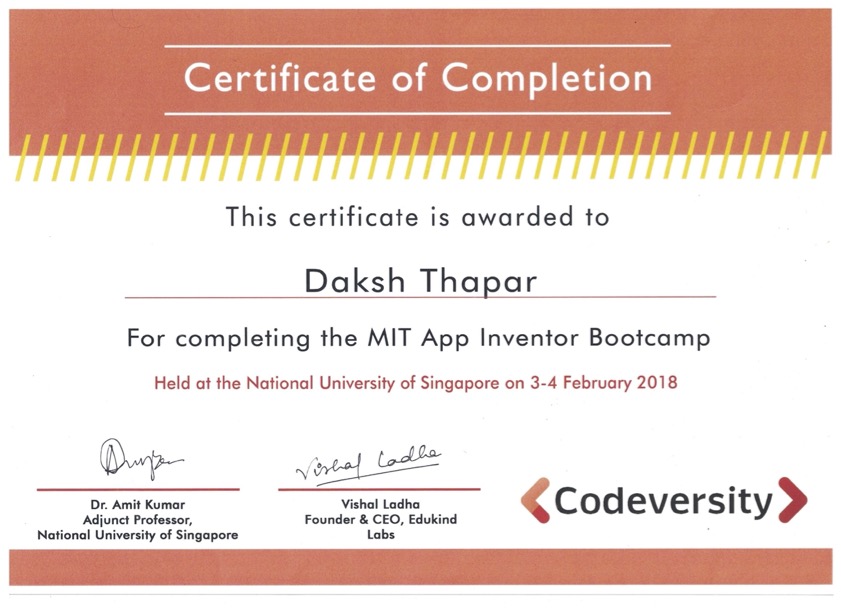 Certificate of Completion
This certificate is awarded to
Daksh Thapar
For completing the MIT App Inventor Bootcamp
Held at the National University of Singapore on 3-4 February 2018
Vishal Ladha
Dr. Amit Kumar
Adjunct Professor,
National University of Singapore
Vishal Ladha
Founder & CEO, Edukind
Labs
Codeversity